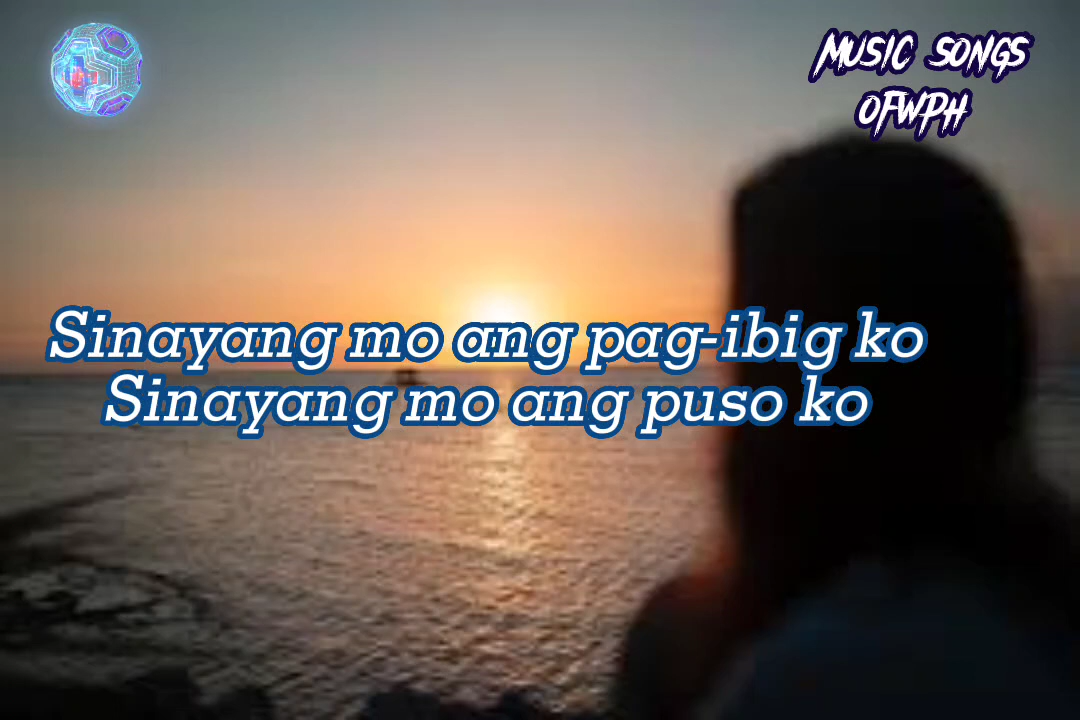 MUSIC SONGS
OFWPH
Sinayang mo ang pag-ibig ko
Sinayang mo ang puso ko